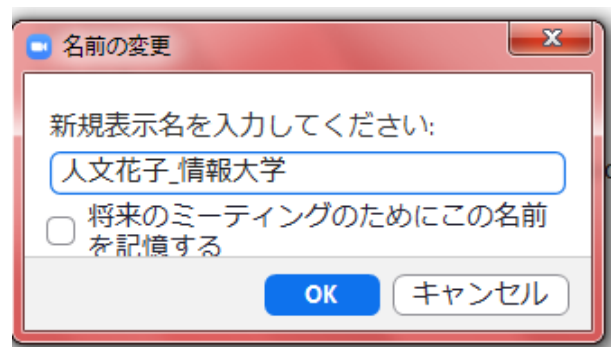 名前の変更
新規表示名を入力してください:
人文花子_情報大学
将来のミーティングのためにこの名前
を記憶する
OK キャンセル